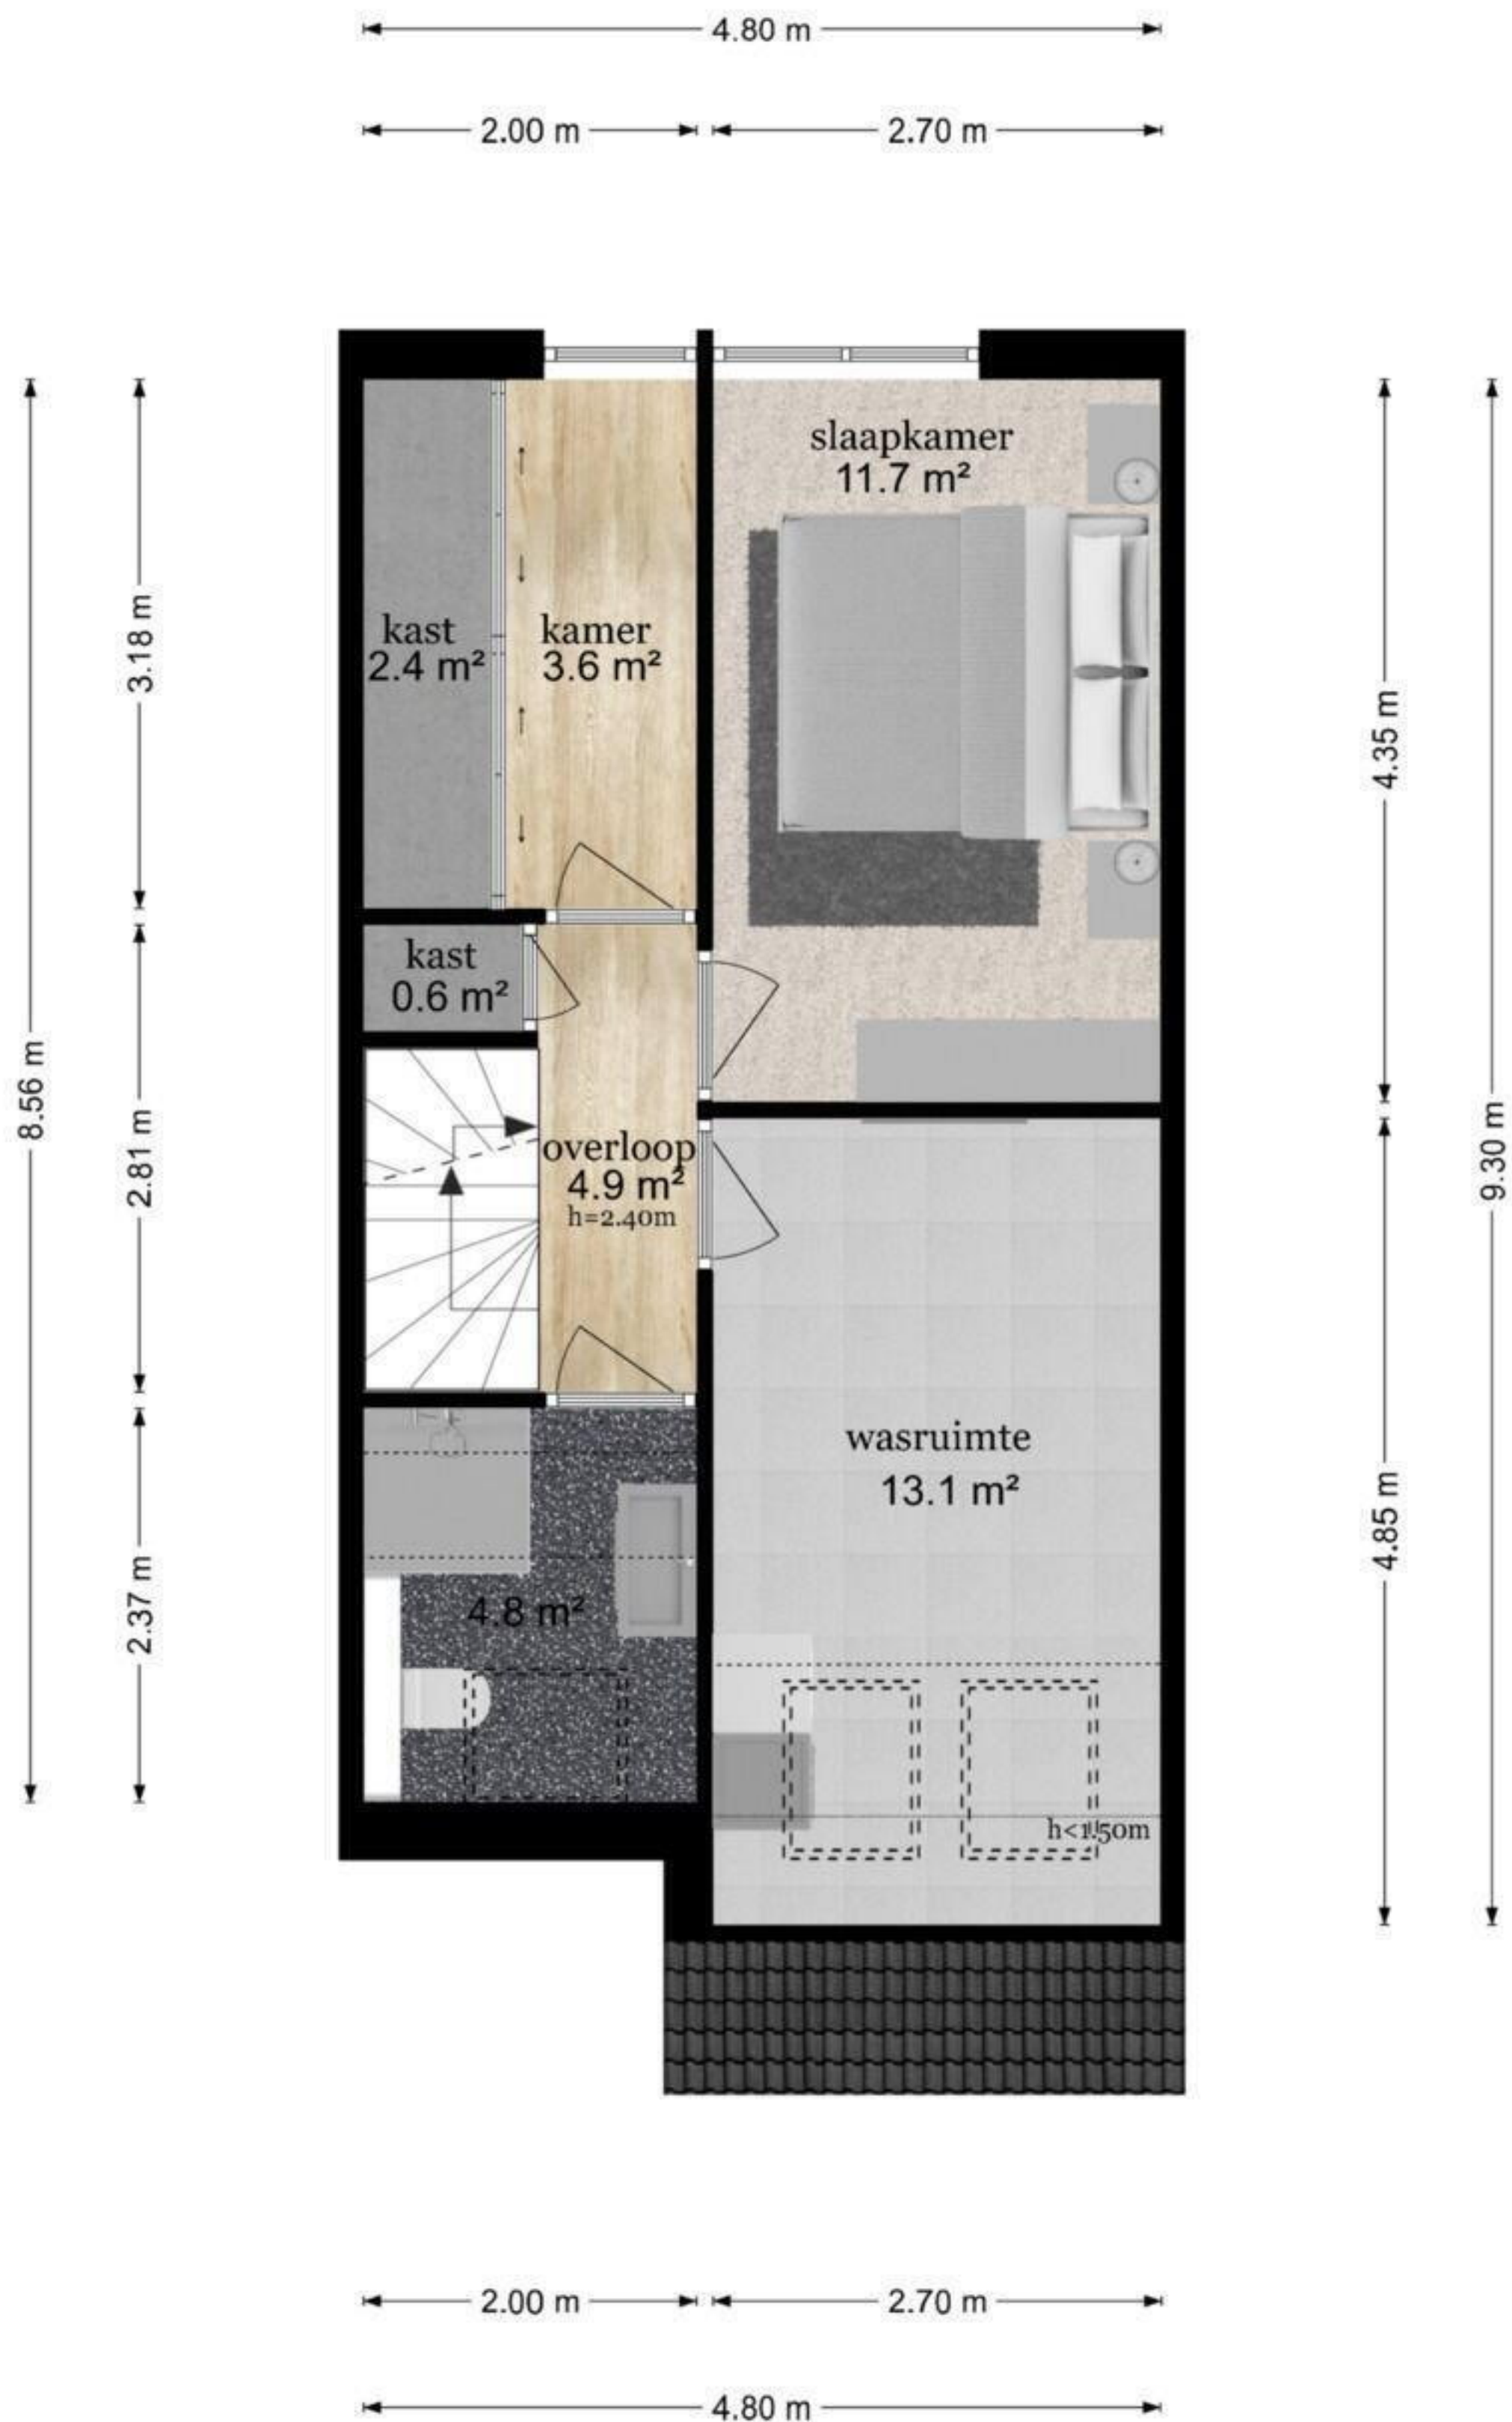 4.80 m
2.00 m
2.70 m
slaapkamer
11.7 m²
kast
2.4 m²
kamer
3.6 m²
3.18 m
4.35 m
kast
0.6 m²
8.56 m
2.81 m
overloop
4.9 m²
h=2.40m
9.30 m
wasruimte
13.1 m²
4.85 m
2.37 m
4.8 m²
h<1.50m
2.00 m
2.70 m
4.80 m